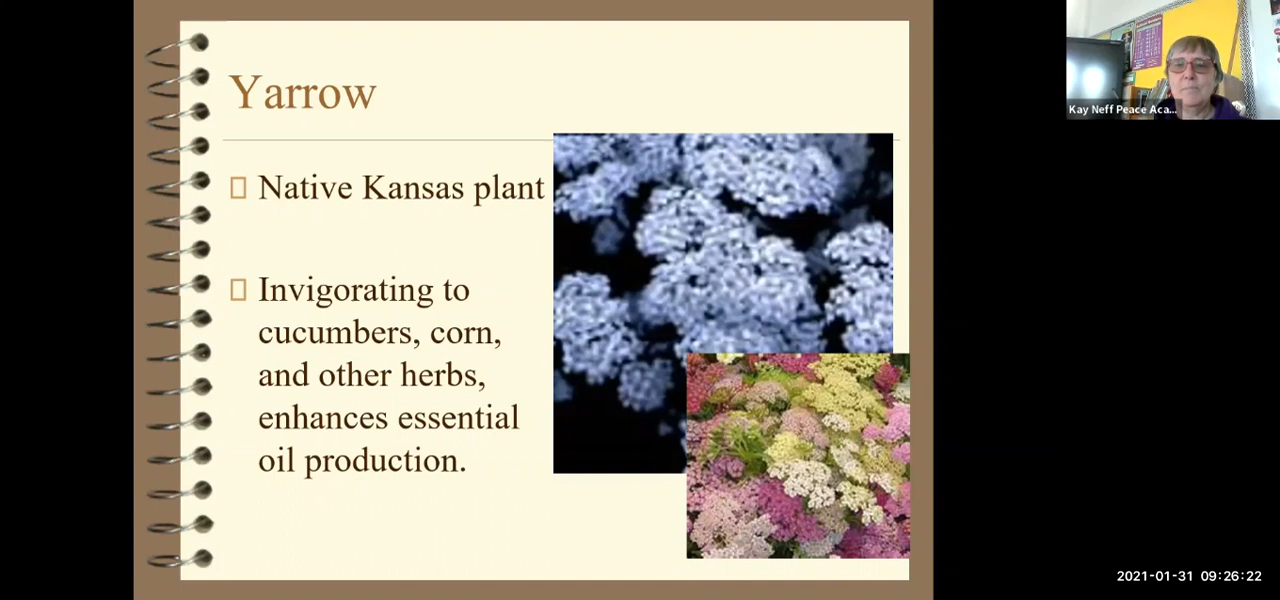 Yarrow
Native Kansas plant
Invigorating to
cucumbers, corn,
and other herbs,
enhances essential
oil production.
Kay Neff Peace Aca...
2021-01-31 09:26:22